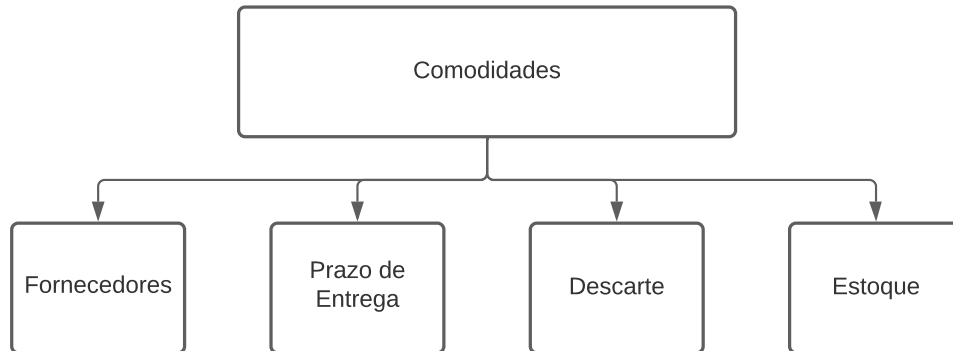 Comodidades
Fornecedores
Prazo de
Entrega
Descarte
Estoque